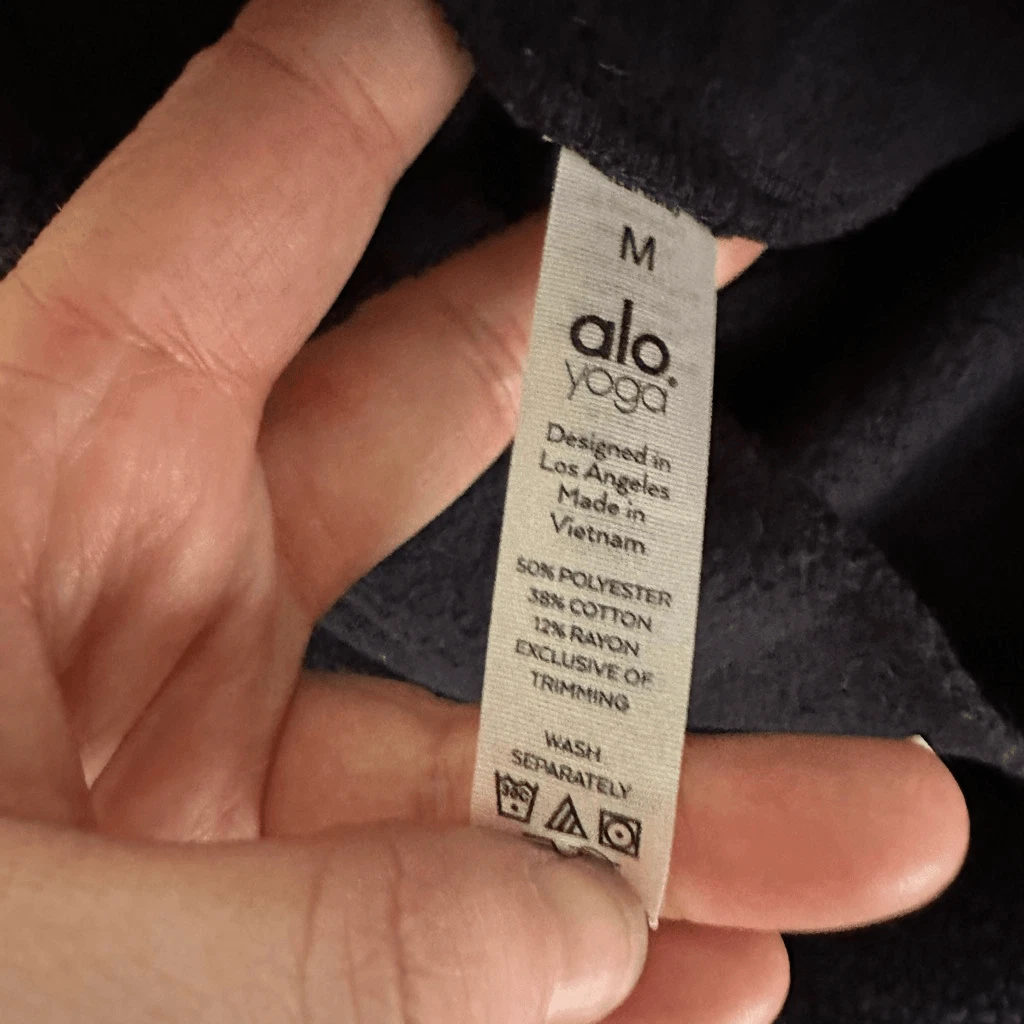 M
alo
yoga
Designed in
Los Angeles
Made in
Vietnam
50% POLYESTER
38% COTTON
12% RAYON
EXCLUSIVE OF
TRIMMING
WASH
SEPARATELY
30C